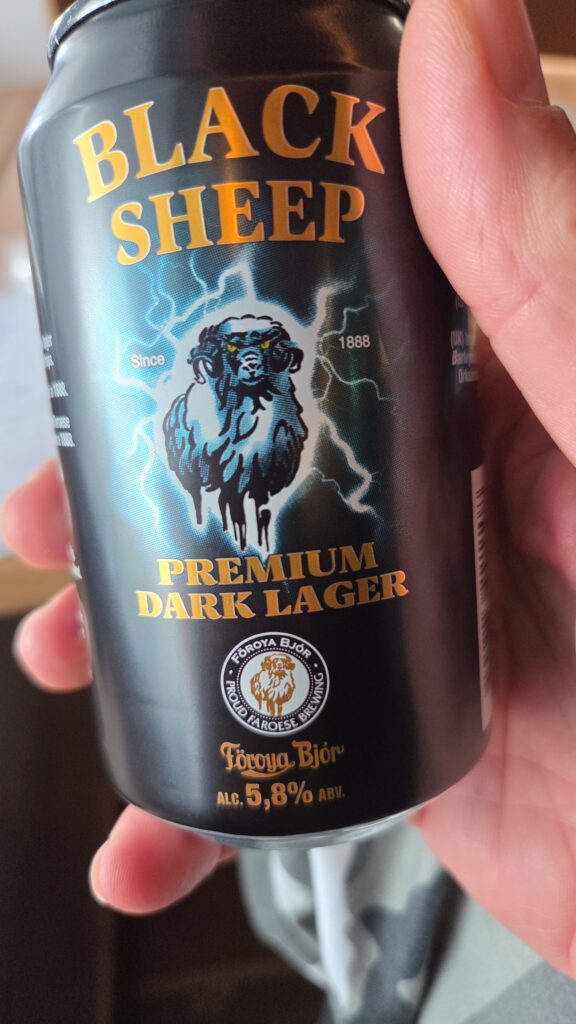 BLACK
SHEEP
Since 1888
PREMIUM
DARK LAGER
FÖROYA BJÓR
PROUD FAROESE BREWING
Föroya Bjór
ALC. 5,8% ABV.